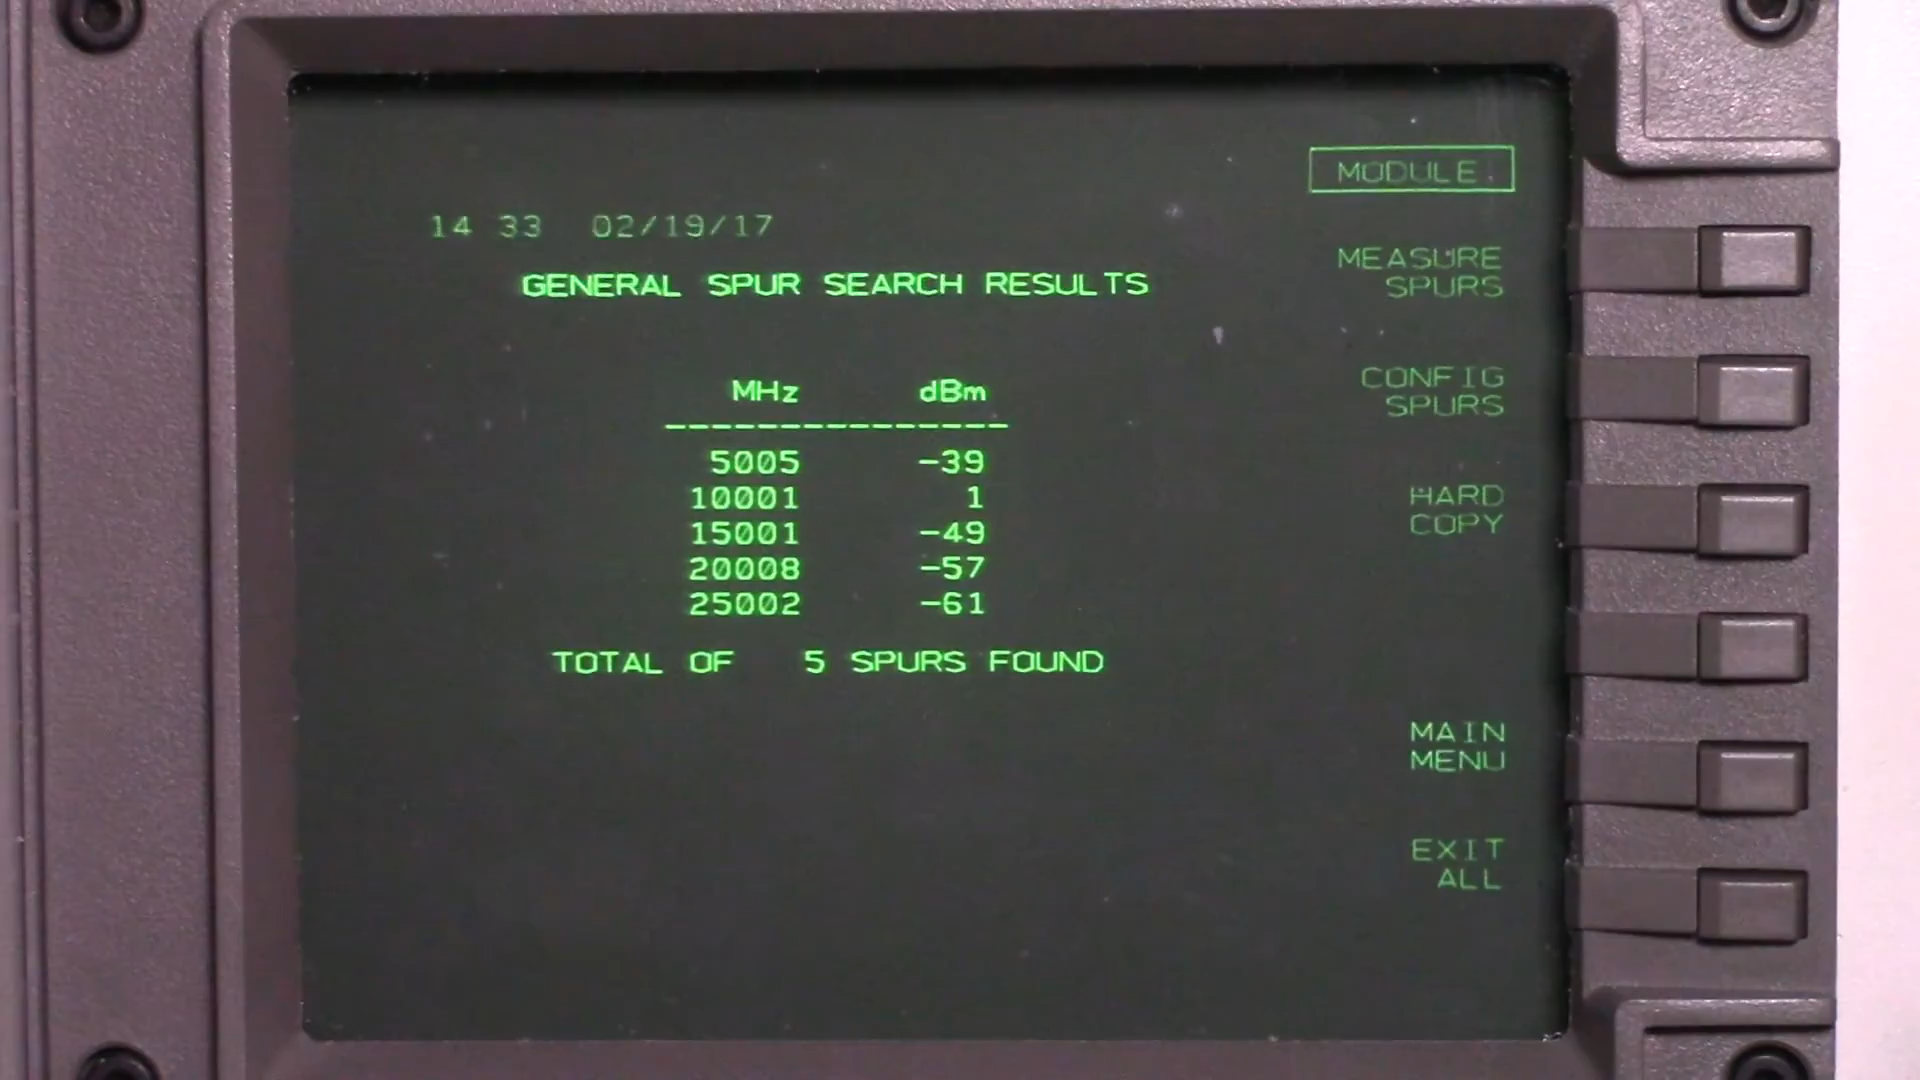 MODULE
14 33 02/19/17
GENERAL SPUR SEARCH RESULTS
MHz dBm
---------------
5005 -39
10001 1
15001 -49
20008 -57
25002 -61
TOTAL OF 5 SPURS FOUND
MEASURE
SPURS
CONFIG
SPURS
HARD
COPY
MAIN
MENU
EXIT
ALL